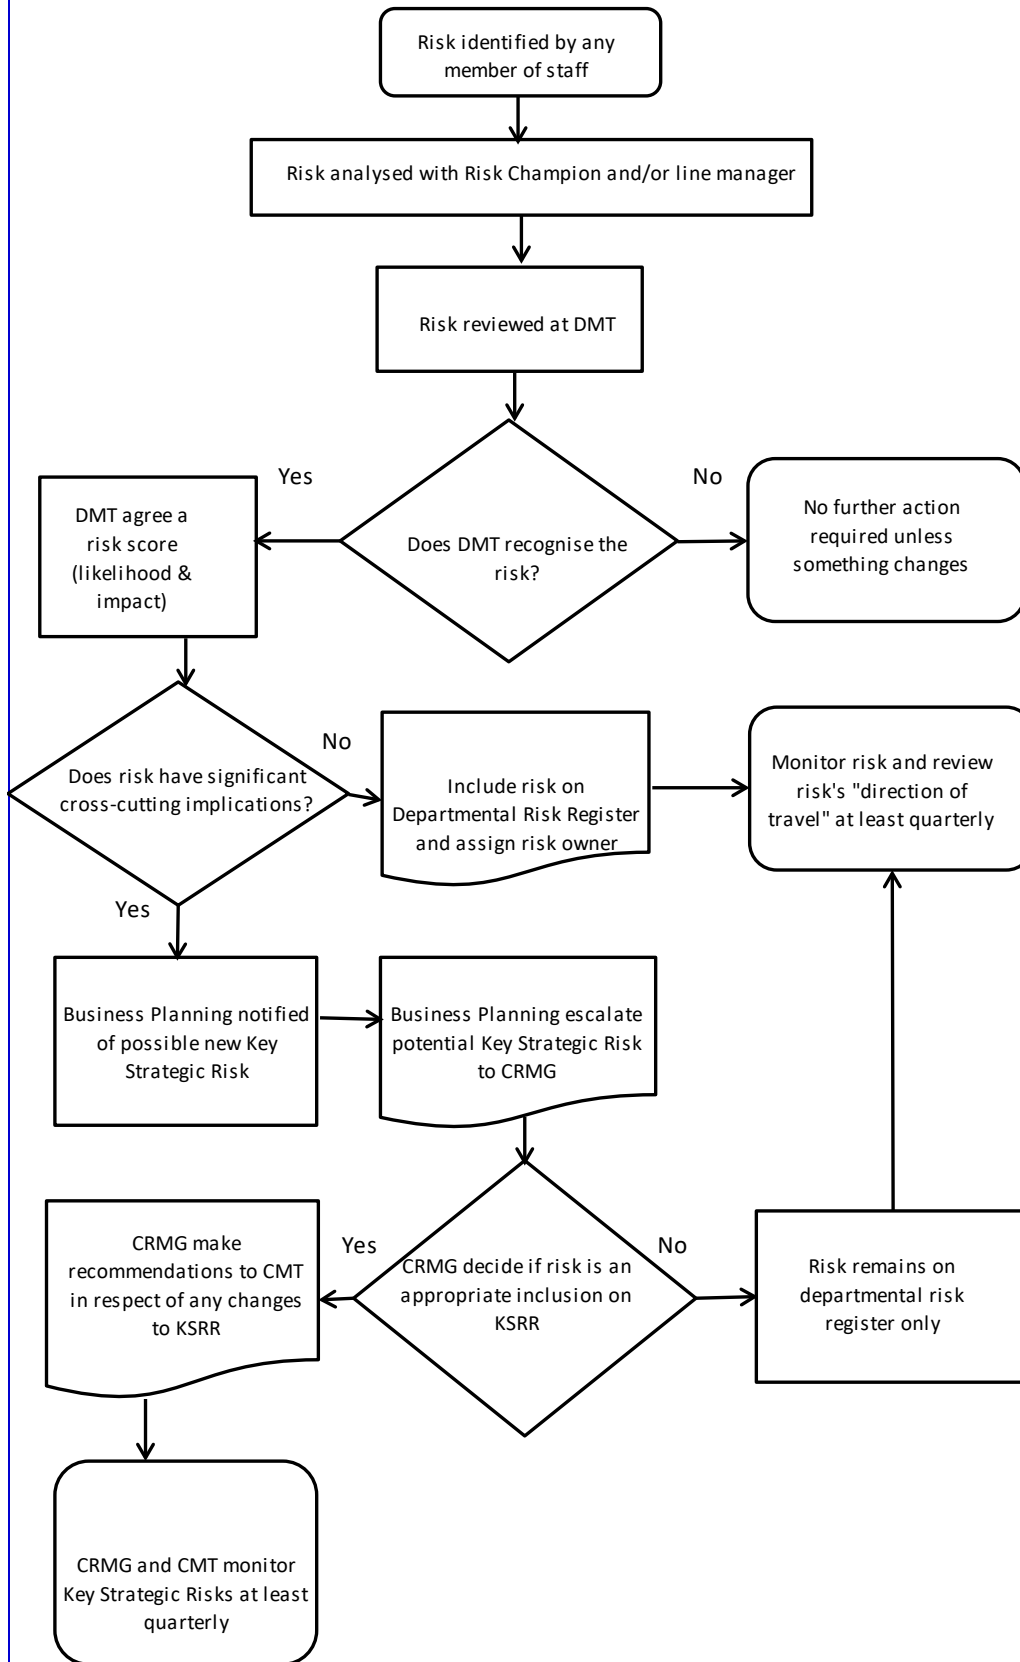 Risk identified by any
member of staff
Risk analysed with Risk Champion and/or line manager
Risk reviewed at DMT
Yes
No
DMT agree a
risk score
(likelihood &
impact)
Does DMT recognise the
risk?
No further action
required unless
something changes
No
Does risk have significant
cross-cutting implications?
Include risk on
Departmental Risk Register
and assign risk owner
Monitor risk and review
risk's "direction of
travel" at least quarterly
Yes
Business Planning notified
of possible new Key
Strategic Risk
Business Planning escalate
potential Key Strategic Risk
to CRMG
CRMG make
recommendations to CMT
in respect of any changes
to KSRR
Yes
No
CRMG decide if risk is an
appropriate inclusion on
KSRR
Risk remains on
departmental risk
register only
CRMG and CMT monitor
Key Strategic Risks at least
quarterly